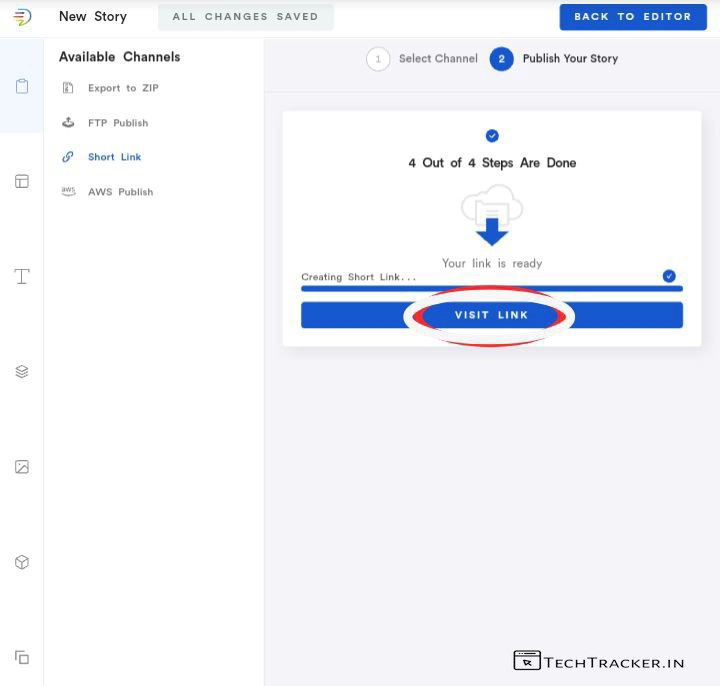 New Story
ALL CHANGES SAVED
BACK TO EDITOR
Available Channels
Export to ZIP
FTP Publish
Short Link
aws
AWS Publish
1
Select Channel
2
Publish Your Story
4 Out of 4 Steps Are Done
Your link is ready
Creating Short Link...
VISIT LINK
TECHTRACKER.IN